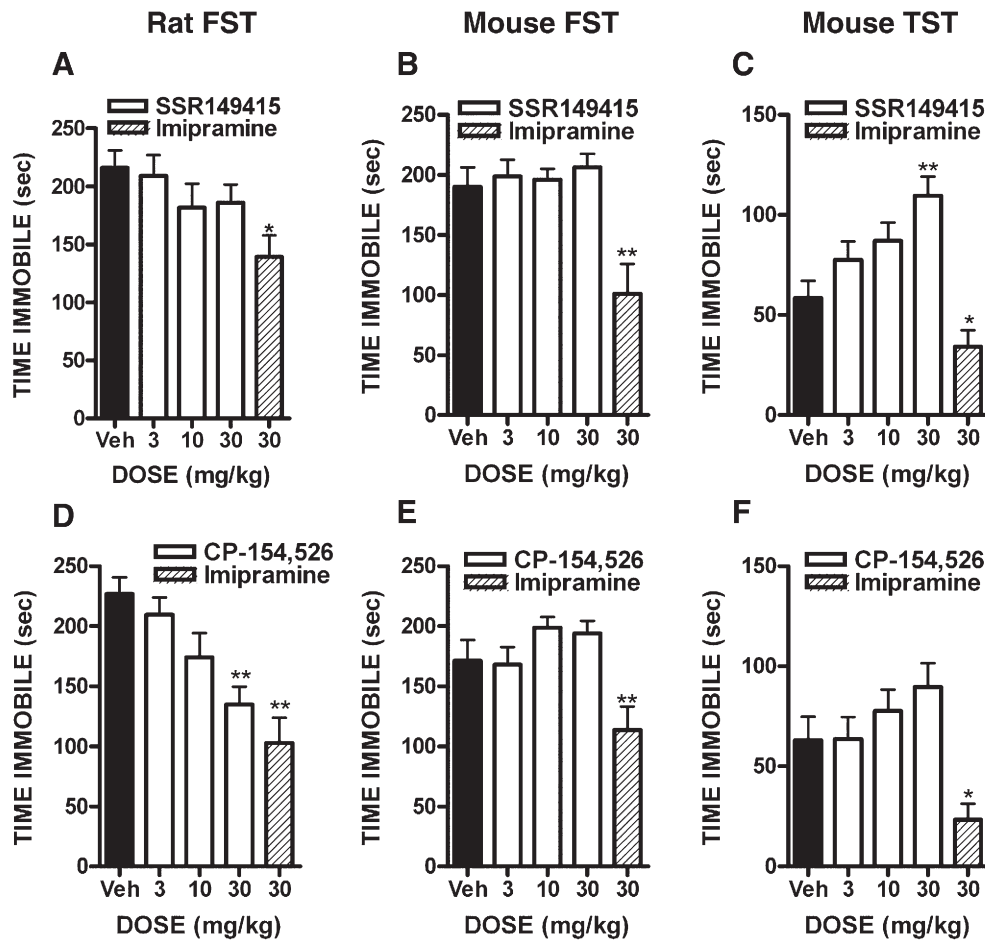 Rat FST
Mouse FST
Mouse TST
A
SSR149415
Imipramine
TIME IMMOBILE (sec)
250
200
150
100
50
0
*
Veh 3 10 30 30
DOSE (mg/kg)
B
SSR149415
Imipramine
TIME IMMOBILE (sec)
250
200
150
100
50
0
**
Veh 3 10 30 30
DOSE (mg/kg)
C
SSR149415
Imipramine
TIME IMMOBILE (sec)
150
100
50
0
**
*
Veh 3 10 30 30
DOSE (mg/kg)
D
CP-154,526
Imipramine
TIME IMMOBILE (sec)
250
200
150
100
50
0
**
**
Veh 3 10 30 30
DOSE (mg/kg)
E
CP-154,526
Imipramine
TIME IMMOBILE (sec)
250
200
150
100
50
0
**
Veh 3 10 30 30
DOSE (mg/kg)
F
CP-154,526
Imipramine
TIME IMMOBILE (sec)
150
100
50
0
*
Veh 3 10 30 30
DOSE (mg/kg)